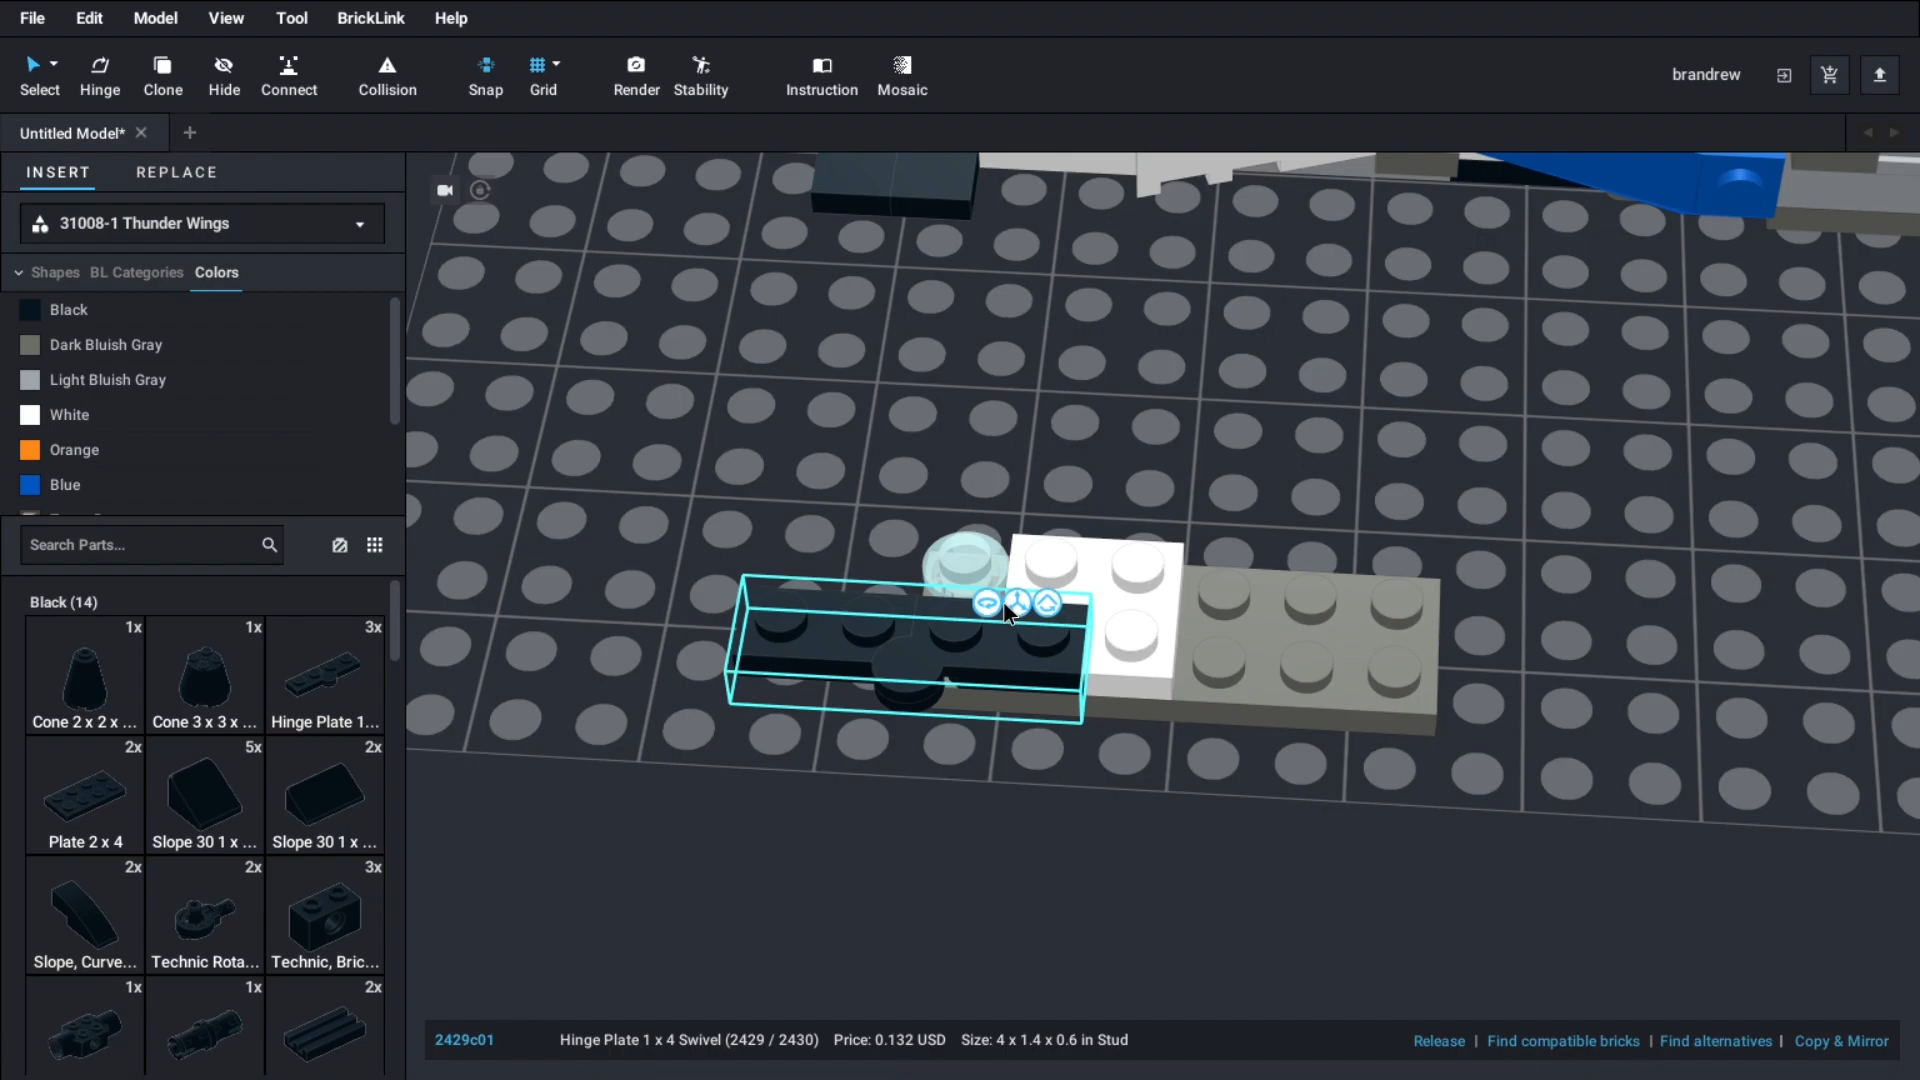 File Edit Model View Tool BrickLink Help
Select Hinge Clone Hide Connect Collision Snap Grid Render Stability Instruction Mosaic
brandrew
Untitled Model*
INSERT REPLACE
31008-1 Thunder Wings
Shapes BL Categories Colors
Black
Dark Bluish Gray
Light Bluish Gray
White
Orange
Blue
Search Parts...
Black (14)
1x 1x 3x
Cone 2 x 2 x ... Cone 3 x 3 x ... Hinge Plate 1...
2x 5x 2x
Plate 2 x 4 Slope 30 1 x ... Slope 30 1 x ...
2x 2x 3x
Slope, Curve... Technic Rota... Technic, Bric...
1x 1x 2x
2429c01 Hinge Plate 1 x 4 Swivel (2429 / 2430) Price: 0.132 USD Size: 4 x 1.4 x 0.6 in Stud
Release | Find compatible bricks | Find alternatives | Copy & Mirror